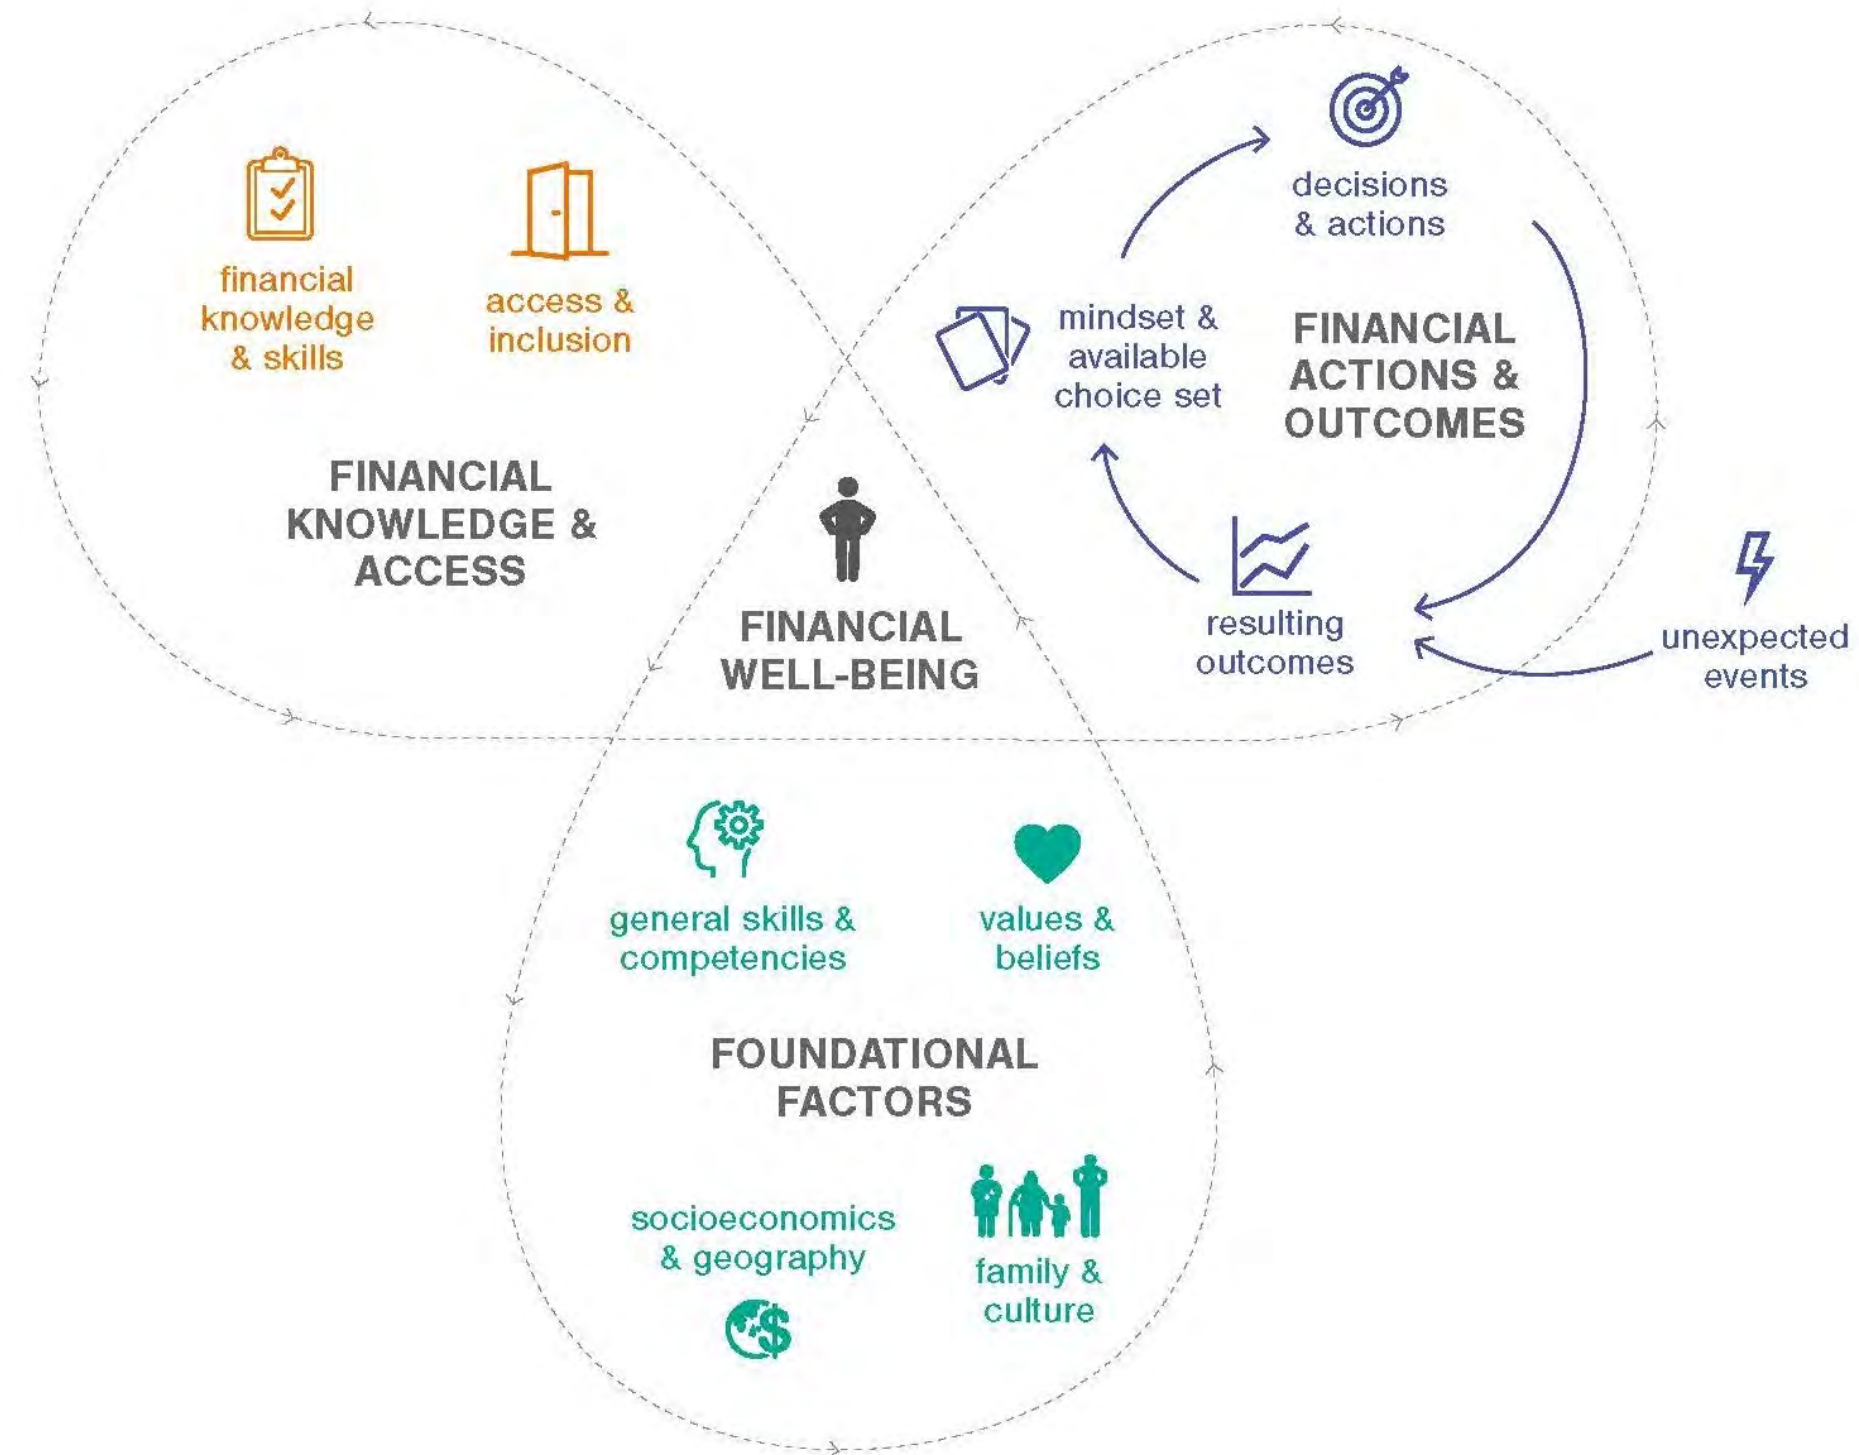 financial
knowledge
& skills
access &
inclusion
FINANCIAL
KNOWLEDGE &
ACCESS
decisions
& actions
mindset &
available
choice set
FINANCIAL
ACTIONS &
OUTCOMES
resulting
outcomes
unexpected
events
FINANCIAL
WELL-BEING
general skills &
competencies
values &
beliefs
FOUNDATIONAL
FACTORS
socioeconomics
& geography
$
family &
culture